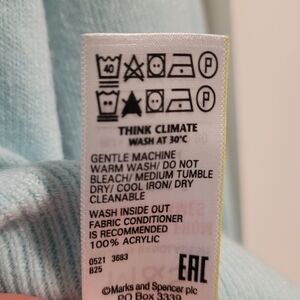 40 P
P
THINK CLIMATE
WASH AT 30°C
GENTLE MACHINE
WARM WASH/ DO NOT
BLEACH/ MEDIUM TUMBLE
DRY/ COOL IRON/ DRY
CLEANABLE
WASH INSIDE OUT
FABRIC CONDITIONER
IS RECOMMENDED
100% ACRYLIC
0521 3683
B25
EAC
©Marks and Spencer plc
PO Box 3339